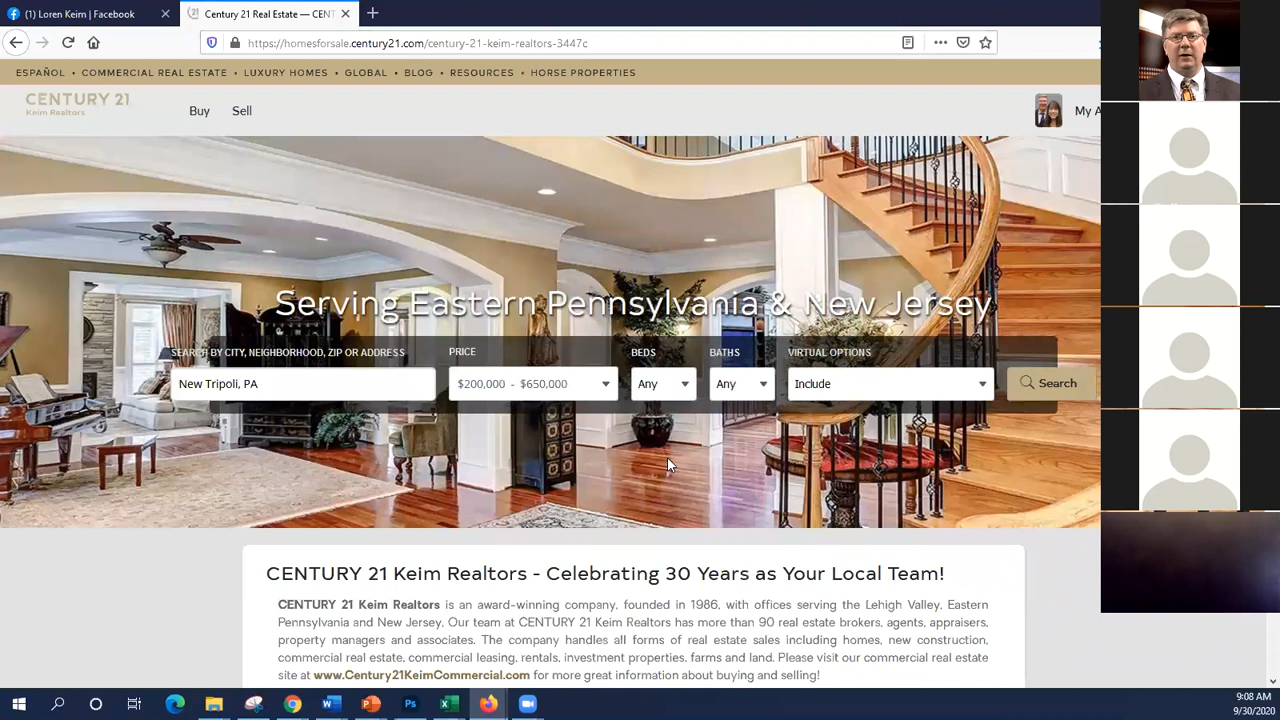 (1) Loren Keim | Facebook
Century 21 Real Estate — CENT
https://homesforsale.century21.com/century-21-keim-realtors-3447c
ESPAÑOL • COMMERCIAL REAL ESTATE • LUXURY HOMES • GLOBAL • BLOG • RESOURCES • HORSE PROPERTIES
CENTURY 21
Keim Realtors
Buy Sell
My A
Serving Eastern Pennsylvania & New Jersey
SEARCH BY CITY, NEIGHBORHOOD, ZIP OR ADDRESS PRICE BEDS BATHS VIRTUAL OPTIONS
New Tripoli, PA $200,000 - $650,000 Any Any Include Search
CENTURY 21 Keim Realtors - Celebrating 30 Years as Your Local Team!
CENTURY 21 Keim Realtors is an award-winning company, founded in 1986, with offices serving the Lehigh Valley, Eastern
Pennsylvania and New Jersey. Our team at CENTURY 21 Keim Realtors has more than 90 real estate brokers, agents, appraisers,
property managers and associates. The company handles all forms of real estate sales including homes, new construction,
commercial real estate, commercial leasing, rentals, investment properties, farms and land. Please visit our commercial real estate
site at www.Century21KeimCommercial.com for more great information about buying and selling!
9:08 AM
9/30/2020